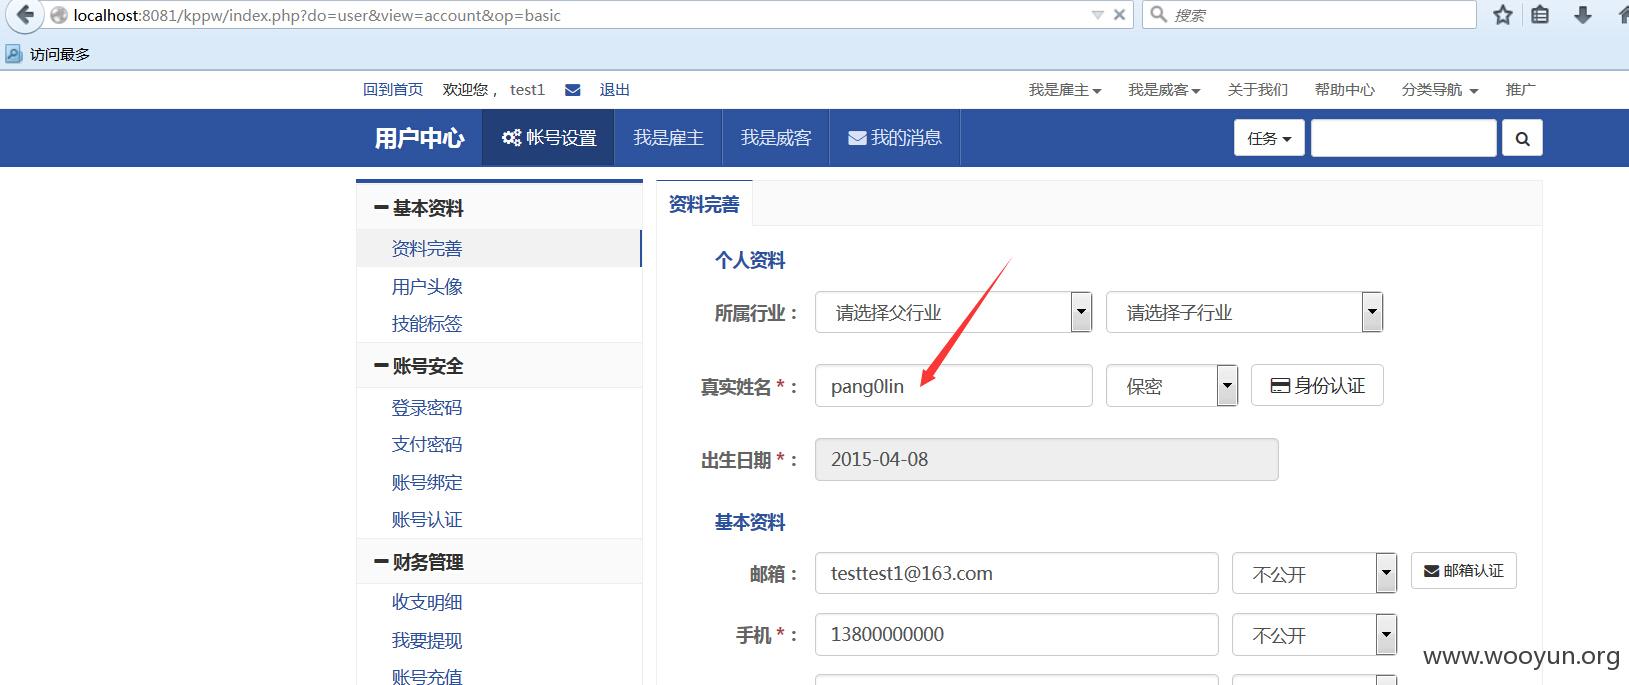 localhost:8081/kppw/index.php?do=user&view=account&op=basic
搜索
访问最多
回到首页 欢迎您， test1 退出 我是雇主 我是威客 关于我们 帮助中心 分类导航 推广
用户中心 帐号设置 我是雇主 我是威客 我的消息 任务
基本资料
资料完善
用户头像
技能标签
账号安全
登录密码
支付密码
账号绑定
账号认证
财务管理
收支明细
我要提现
账号充值
资料完善
个人资料
所属行业： 请选择父行业 请选择子行业
真实姓名 *： pang0lin 保密 身份认证
出生日期 *： 2015-04-08
基本资料
邮箱： testtest1@163.com 不公开 邮箱认证
手机 *： 13800000000 不公开
www.wooyun.org